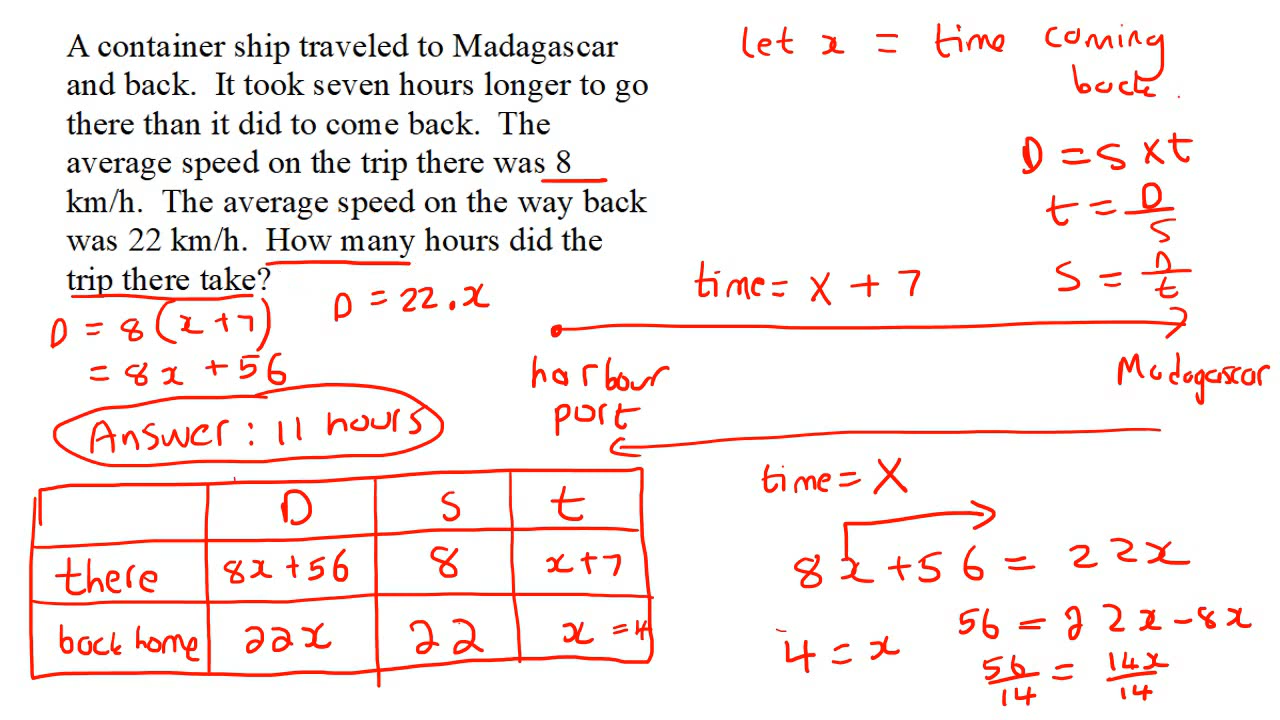 A container ship traveled to Madagascar
and back. It took seven hours longer to go
there than it did to come back. The
average speed on the trip there was 8
km/h. The average speed on the way back
was 22 km/h. How many hours did the
trip there take?
D = 8(x+7)
= 8x + 56
D = 22.x
Answer: 11 hours
D S t
there 8x+56 8 x+7
back home 22x 22 x = 4
let x = time coming
back.
D = S x t
t = D/S
S = D/t
time = X + 7
harbour
port
Madagascar
time = X
8x + 56 = 22x
56 = 22x - 8x
56/14 = 14x/14
4 = x